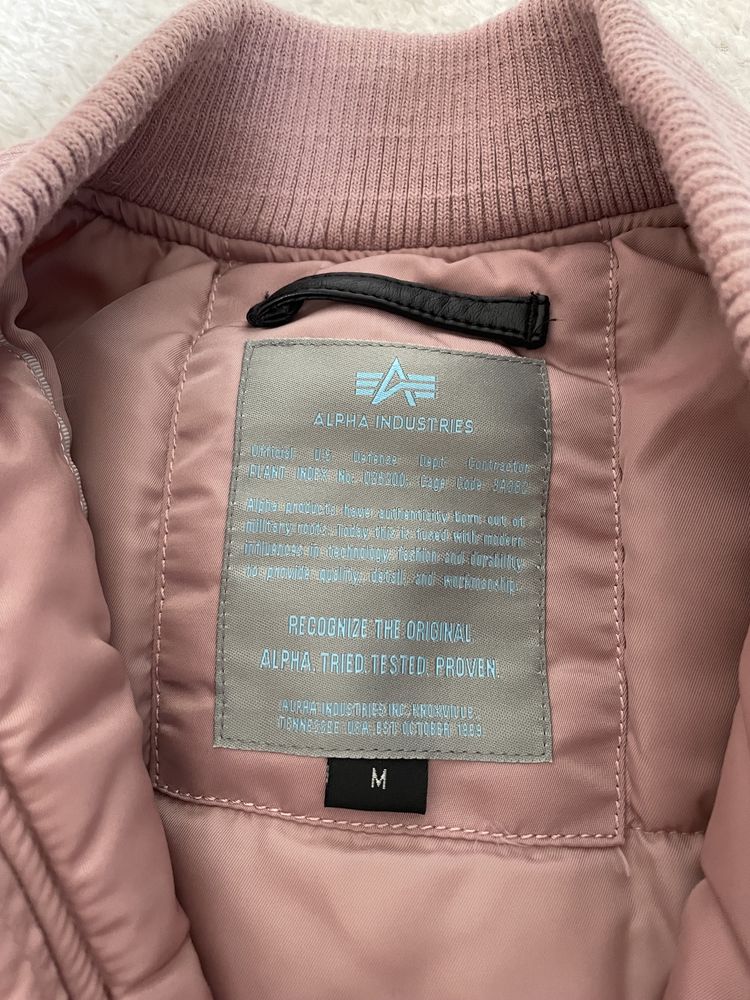 ALPHA INDUSTRIES
Official U.S. Defense Dept. Contractor
PLANT INDEX No. Cage Code
Alpha products have authenticity born out of
military roots. Today this is fused with modern
influences in technology, fashion and durability
to provide quality, detail, and workmanship.
RECOGNIZE THE ORIGINAL
ALPHA. TRIED. TESTED. PROVEN.
ALPHA INDUSTRIES INC. KNOXVILLE
TENNESSEE USA EST OCTOBER 1959
M